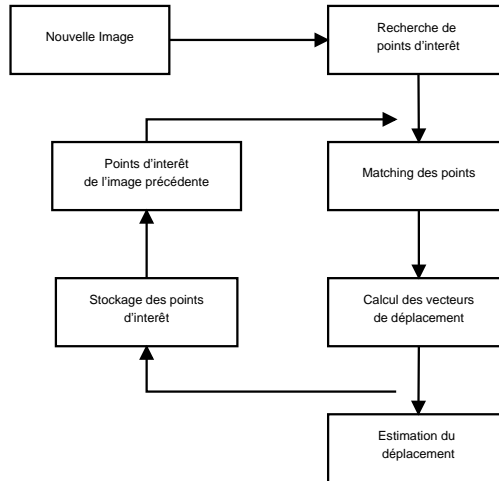 Nouvelle Image
Recherche de
points d'interêt
Points d'interêt
de l'image précédente
Matching des points
Stockage des points
d'interêt
Calcul des vecteurs
de déplacement
Estimation du
déplacement